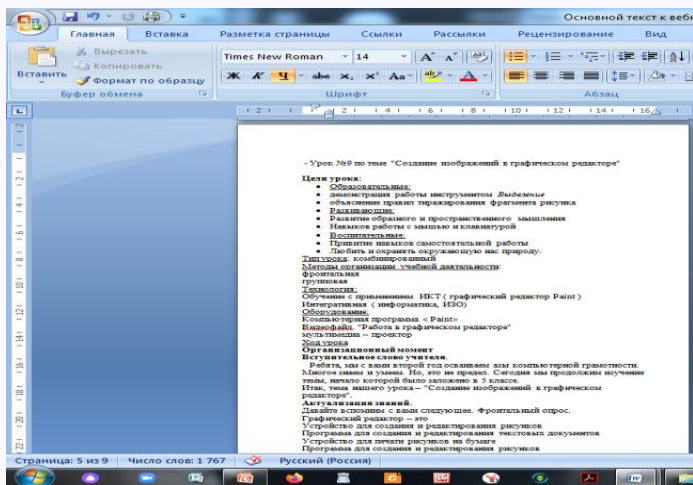 Основной текст к веб
Главная Вставка Разметка страницы Ссылки Рассылки Рецензирование Вид
Вырезать
Копировать
Формат по образцу
Вставить
Times New Roman 14
Буфер обмена Шрифт Абзац
- Урок №9 по теме "Создание изображений в графическом редакторе"
Цели урока:
Образовательные:
демонстрация работы инструментом Выделение
объяснение правил тиражирования фрагмента рисунка
Развивающие:
Развитие образного и пространственного мышления
Навыков работы с мышью и клавиатурой
Воспитательные:
Привитие навыков самостоятельной работы
Любить и охранять окружающую нас природу.
Тип урока: комбинированный
Методы организации учебной деятельности:
фронтальная
групповая
Технология:
Обучение с применением ИКТ ( графический редактор Paint )
Интегративная ( информатика, ИЗО)
Оборудование:
Компьютерная программа « Paint»
Видеофайл. "Работа в графическом редакторе"
мультимедиа – проектор
Ход урока
Организационный момент
Вступительное слово учителя.
Ребята, мы с вами второй год осваиваем азы компьютерной грамотности.
Многое знаем и умеем. Но, это не предел. Сегодня мы продолжим изучение
темы, начало которой было заложено в 5 классе.
Итак, тема нашего урока – "Создание изображений в графическом
редакторе".
Актуализация знаний.
Давайте вспомним с вами следующее. Фронтальный опрос.
Графический редактор – это
Устройство для создания и редактирования рисунков
Программа для создания и редактирования текстовых документов
Устройство для печати рисунков на бумаге
Программа для создания и редактирования рисунков
Страница: 5 из 9 Число слов: 1 767 Русский (Россия)